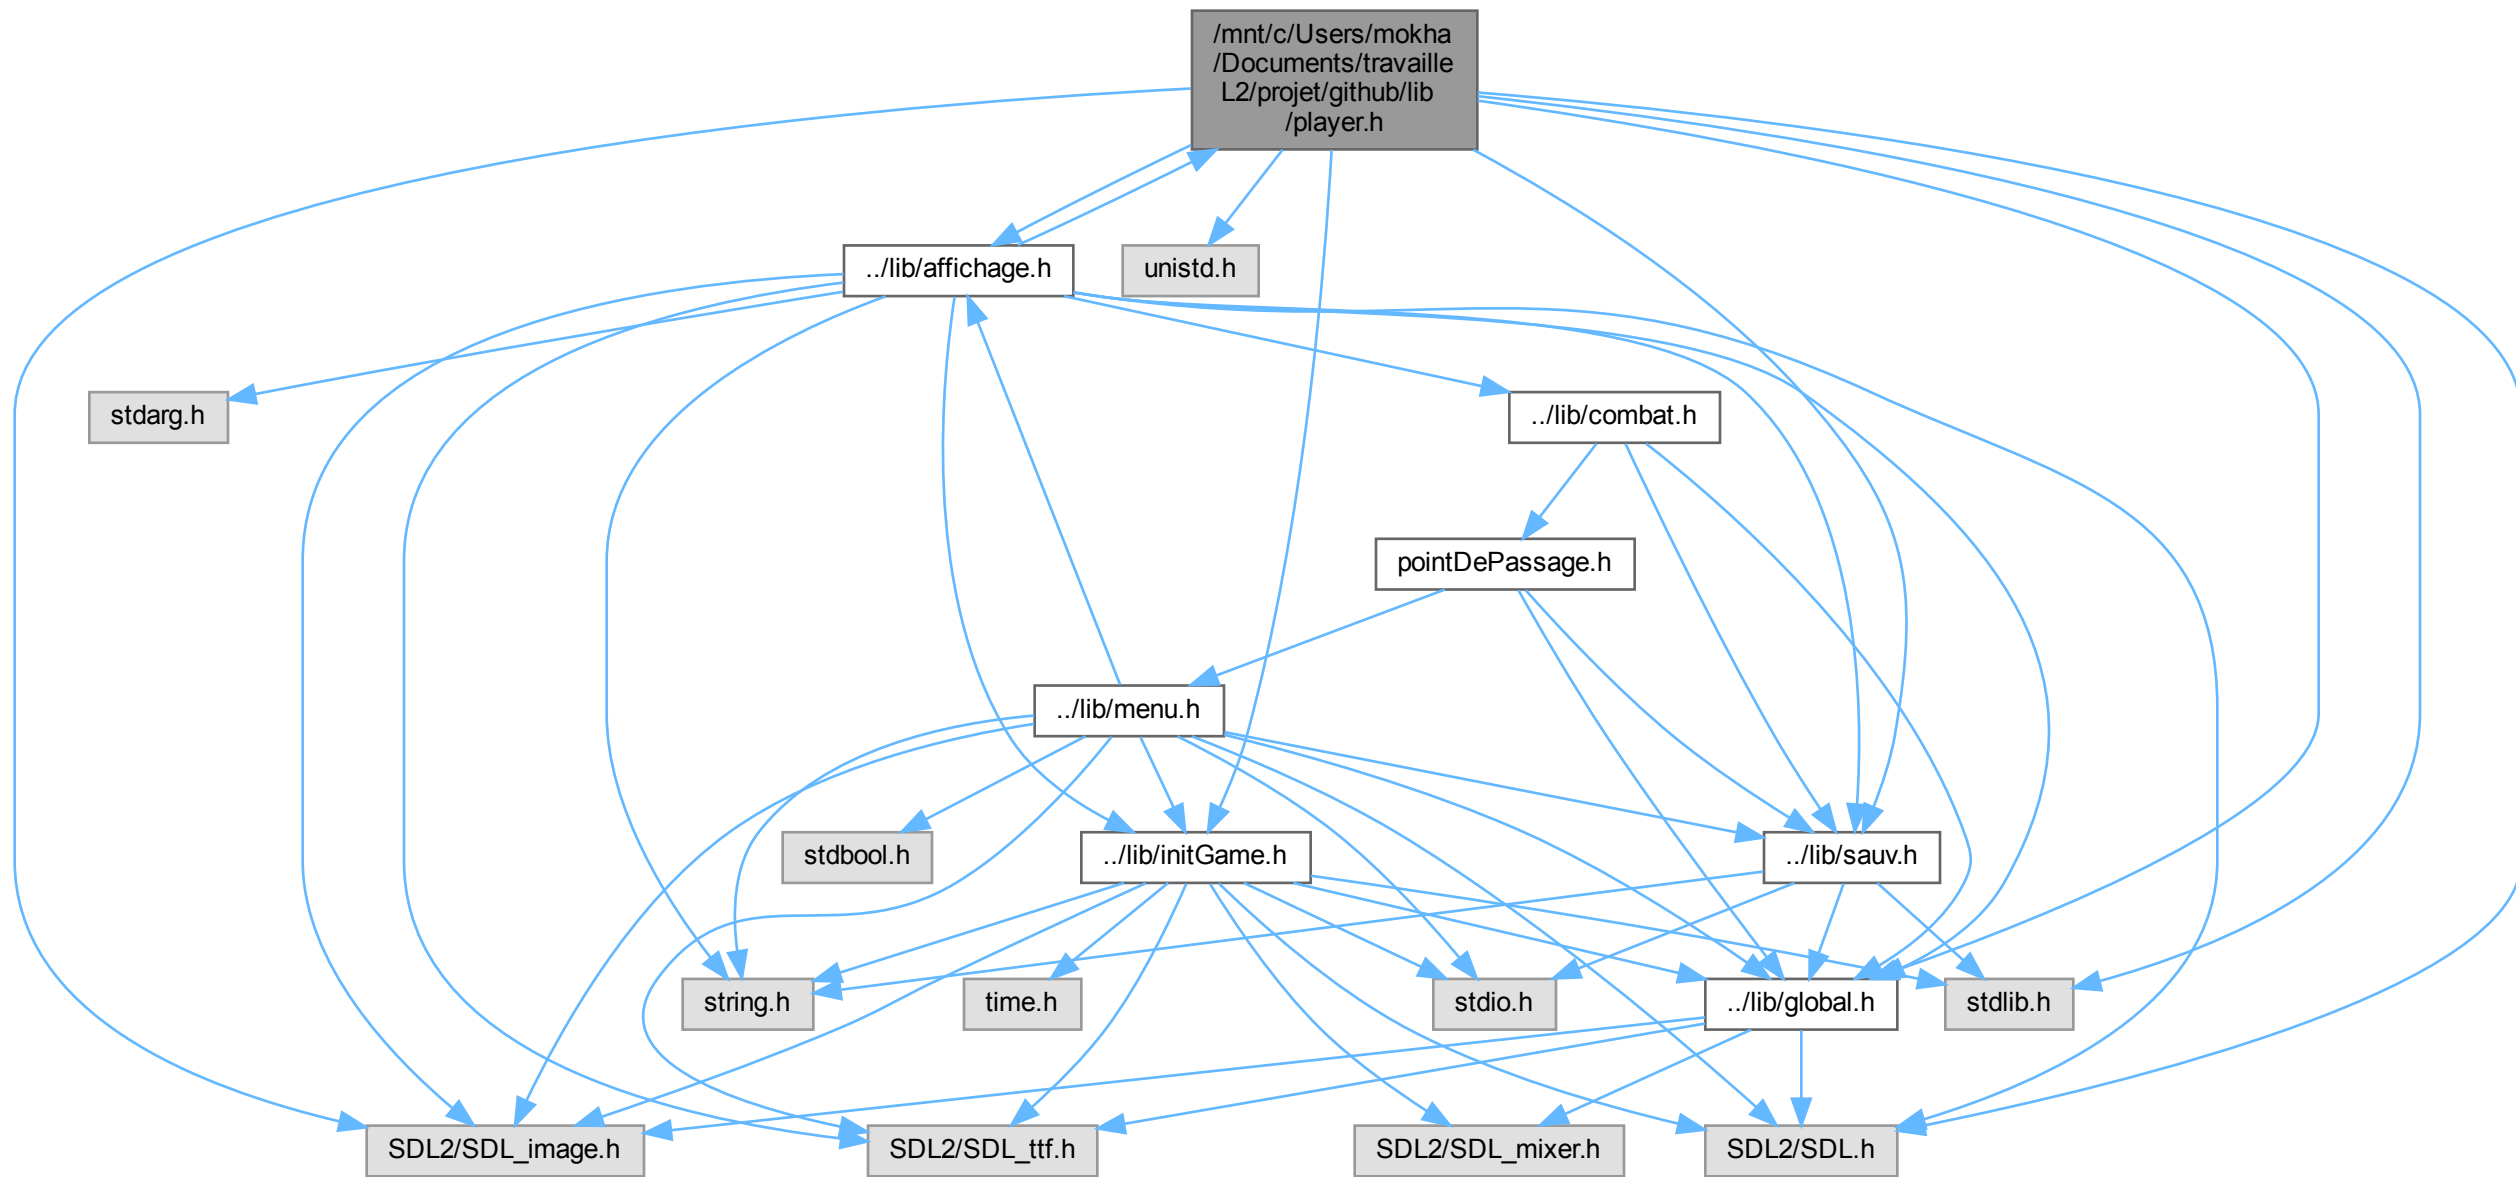 /mnt/c/Users/mokha
/Documents/travaille
L2/projet/github/lib
/player.h
../lib/affichage.h
unistd.h
stdarg.h
../lib/combat.h
pointDePassage.h
../lib/menu.h
stdbool.h
../lib/initGame.h
../lib/sauv.h
string.h
time.h
stdio.h
../lib/global.h
stdlib.h
SDL2/SDL_image.h
SDL2/SDL_ttf.h
SDL2/SDL_mixer.h
SDL2/SDL.h